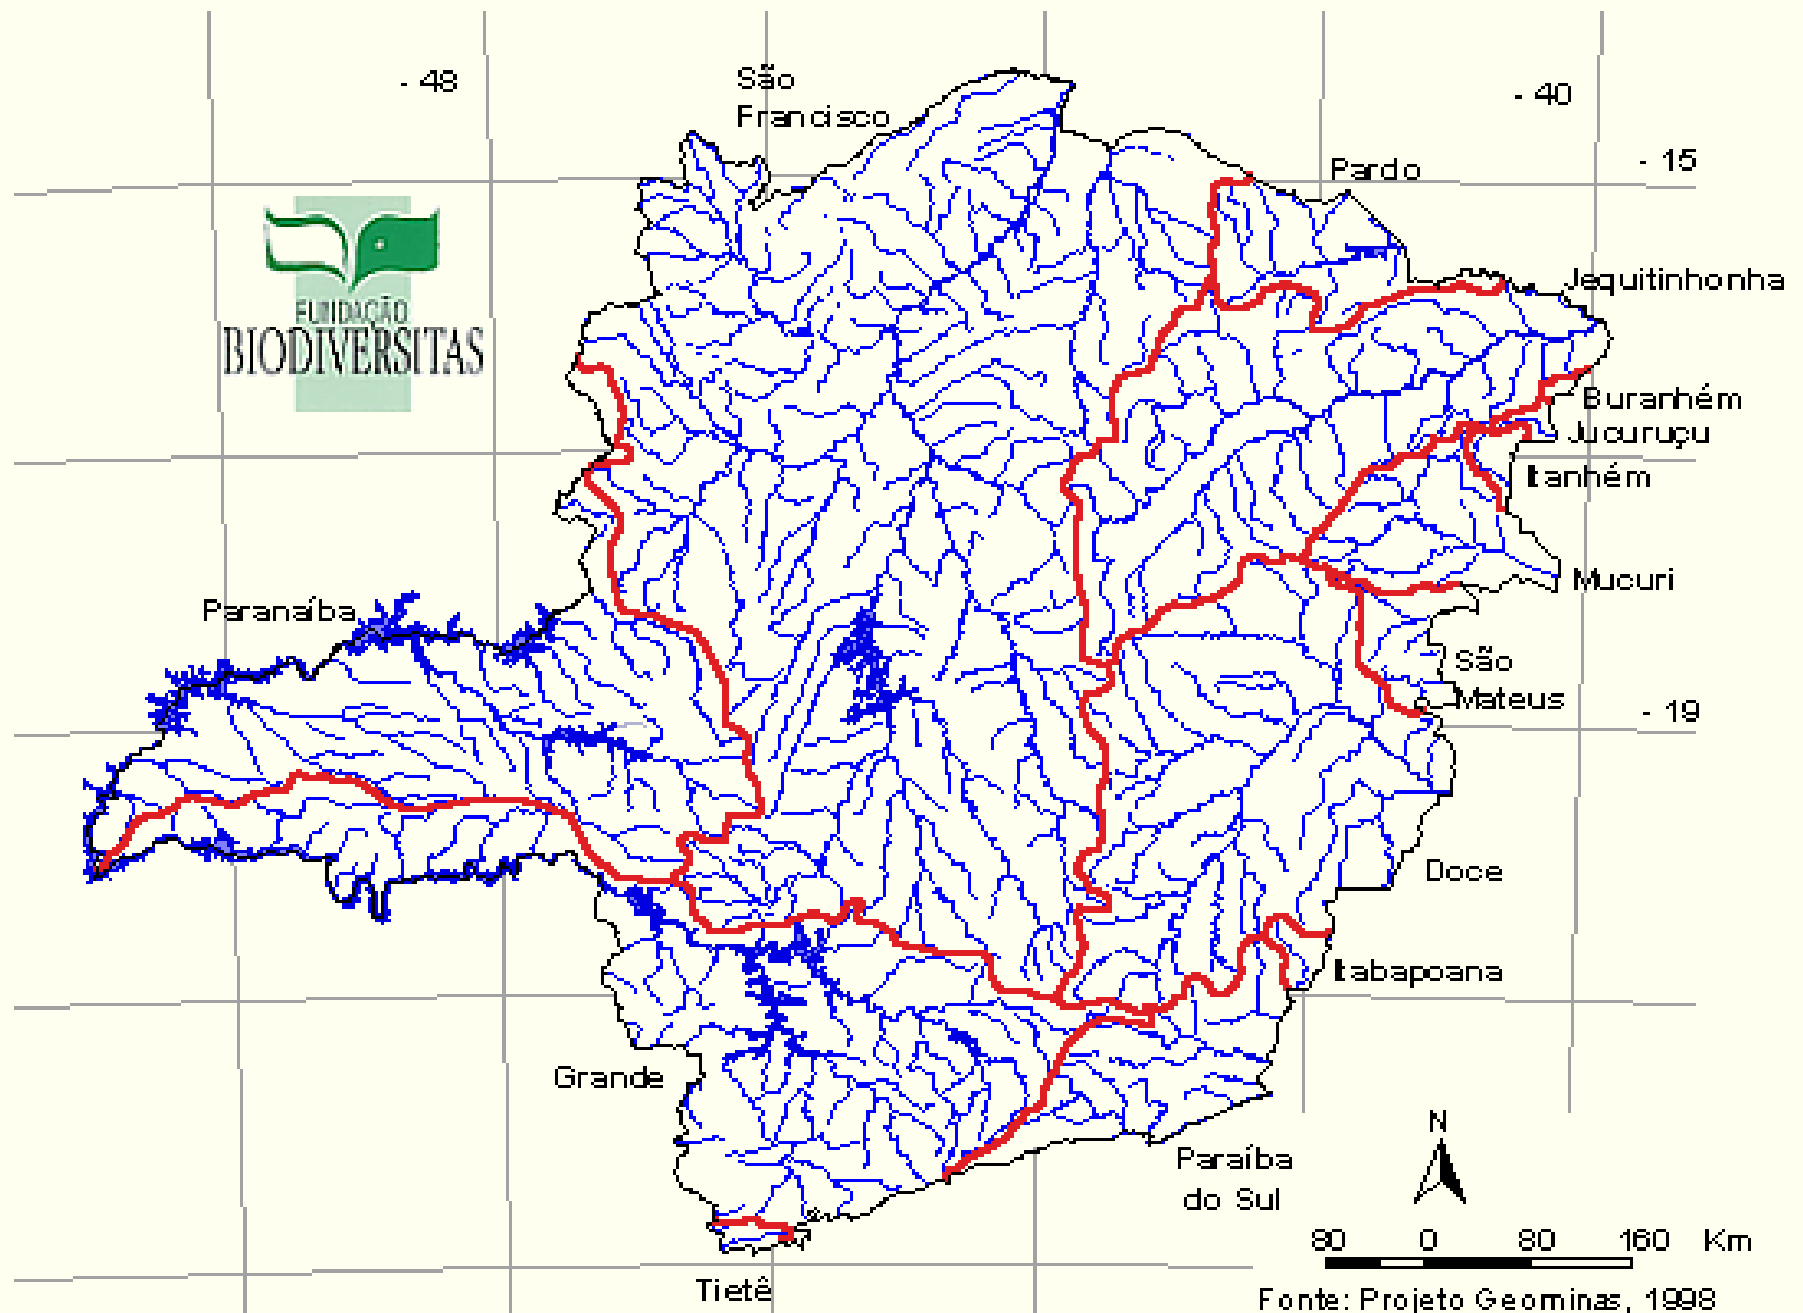 - 48
São
Francisco
- 40
Pardo
- 15
FUNDAÇÃO
BIODIVERSITAS
Jequitinhonha
Buranhém
Jucuruçu
Itanhém
Mucuri
Paranaíba
São
Mateus
- 19
Doce
Itabapoana
Grande
N
Paraíba
do Sul
80 0 80 160 Km
Tietê
Fonte: Projeto Geominas, 1998